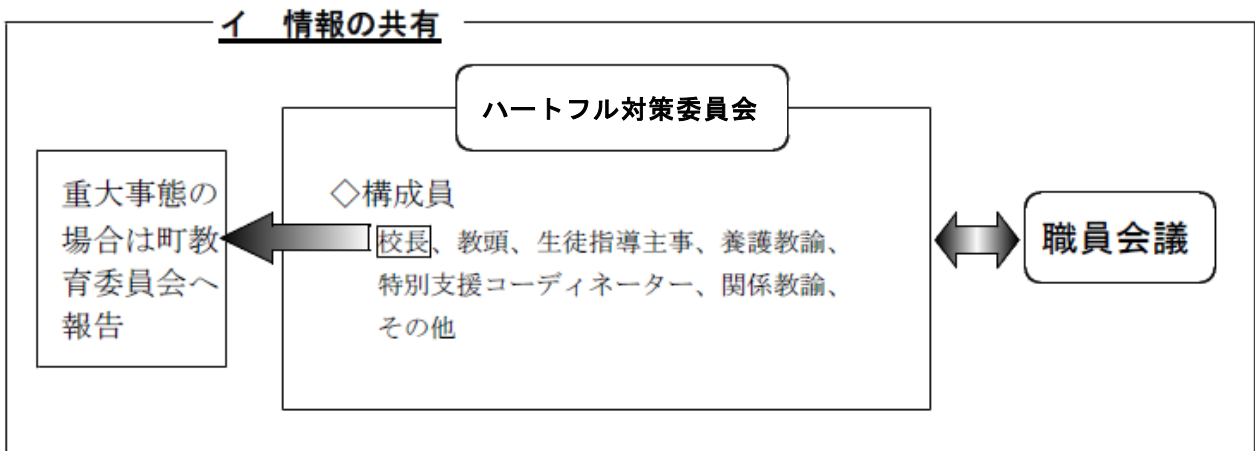 イ 情報の共有
ハートフル対策委員会
重大事態の
場合は町教
育委員会へ
報告
◇構成員
校長、教頭、生徒指導主事、養護教諭、
特別支援コーディネーター、関係教諭、
その他
職員会議